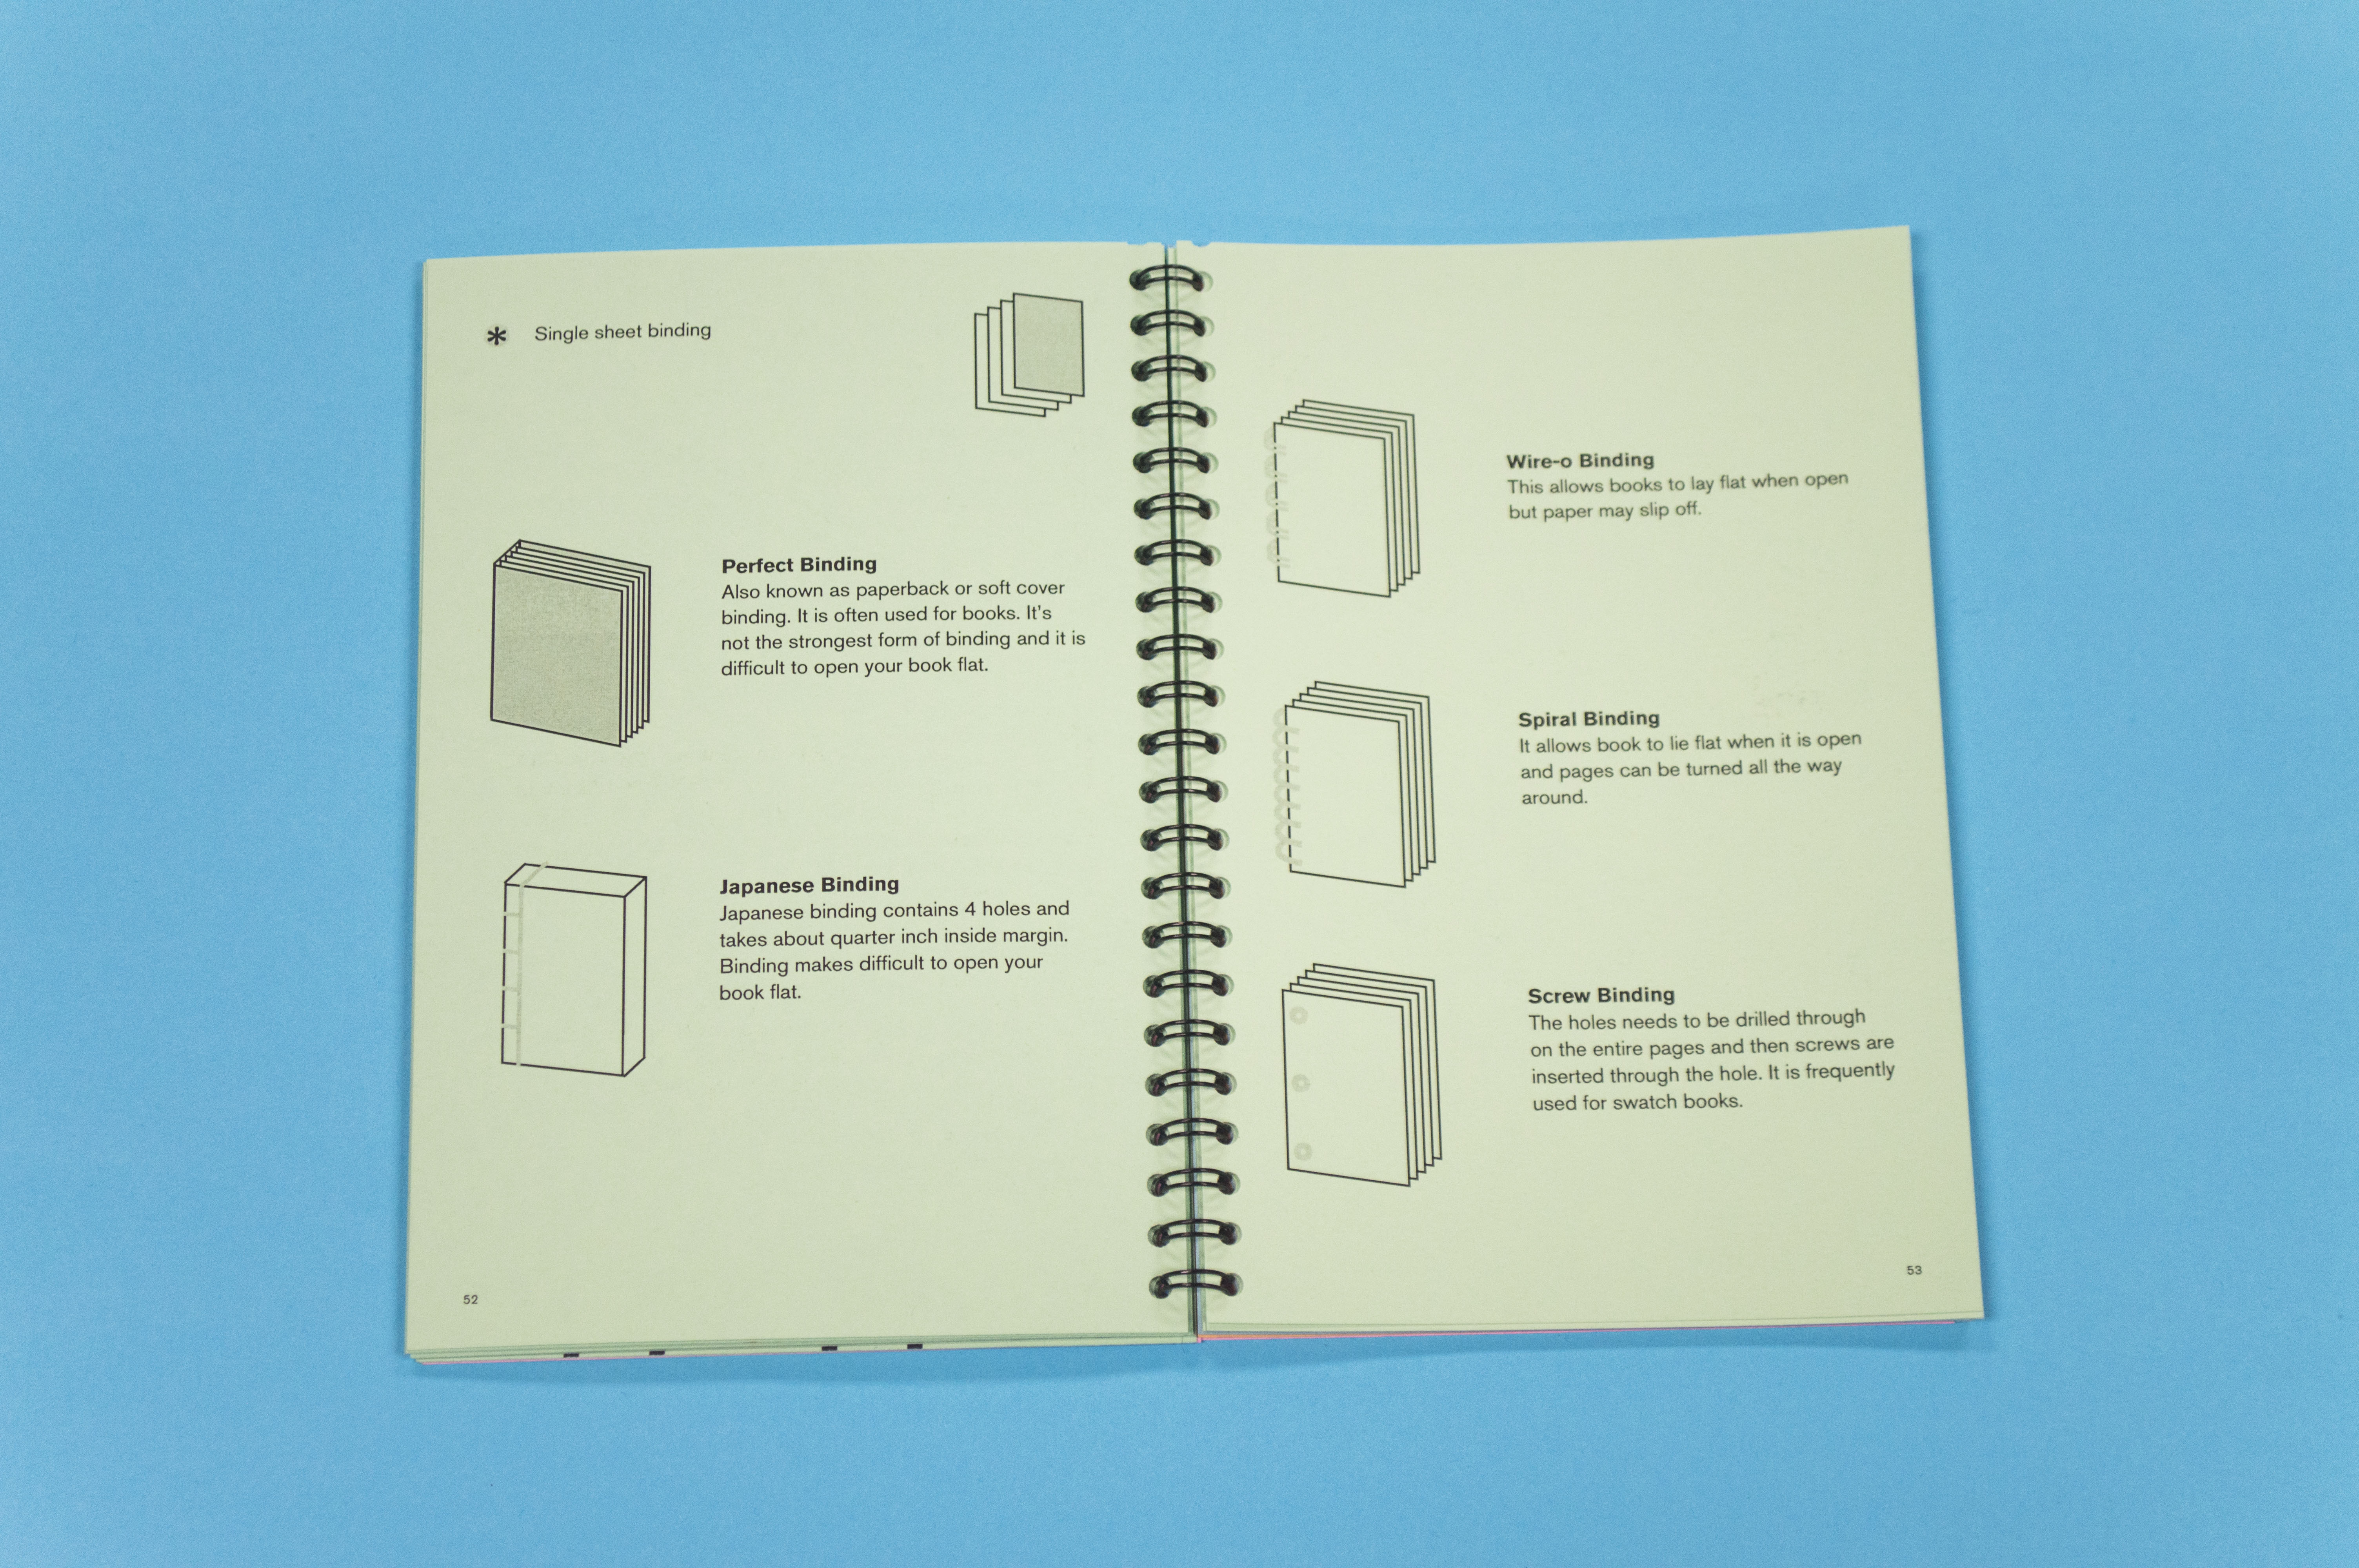 * Single sheet binding
Perfect Binding
Also known as paperback or soft cover
binding. It is often used for books. It's
not the strongest form of binding and it is
difficult to open your book flat.
Japanese Binding
Japanese binding contains 4 holes and
takes about quarter inch inside margin.
Binding makes difficult to open your
book flat.
52
Wire-o Binding
This allows books to lay flat when open
but paper may slip off.
Spiral Binding
It allows book to lie flat when it is open
and pages can be turned all the way
around.
Screw Binding
The holes needs to be drilled through
on the entire pages and then screws are
inserted through the hole. It is frequently
used for swatch books.
53